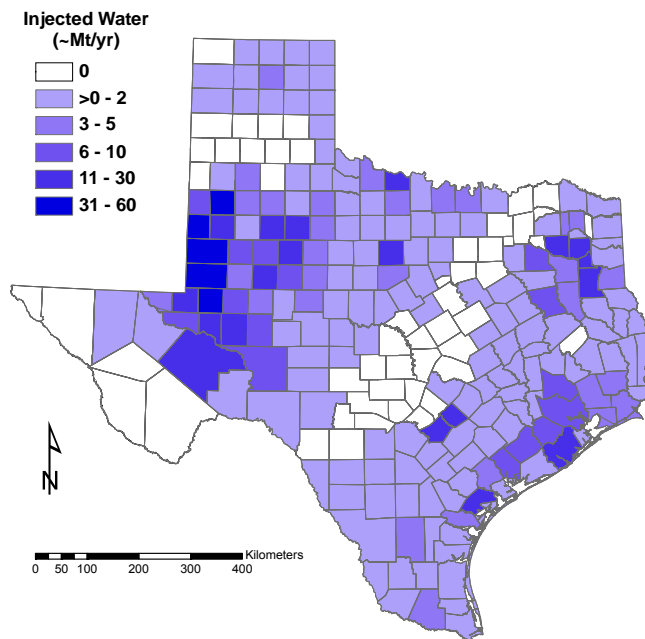 Injected Water
(~Mt/yr)
0
>0 - 2
3 - 5
6 - 10
11 - 30
31 - 60
N
Kilometers
0 50 100 200 300 400